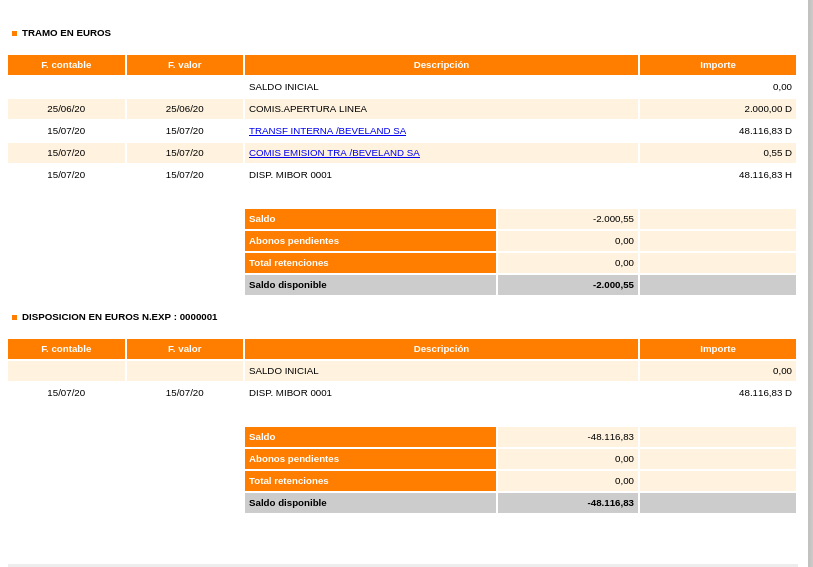 TRAMO EN EUROS
F. contable F. valor Descripción Importe
SALDO INICIAL 0,00
25/06/20 25/06/20 COMIS.APERTURA LINEA 2.000,00 D
15/07/20 15/07/20 TRANSF INTERNA /BEVELAND SA 48.116,83 D
15/07/20 15/07/20 COMIS EMISION TRA /BEVELAND SA 0,55 D
15/07/20 15/07/20 DISP. MIBOR 0001 48.116,83 H
Saldo -2.000,55
Abonos pendientes 0,00
Total retenciones 0,00
Saldo disponible -2.000,55
DISPOSICION EN EUROS N.EXP : 0000001
F. contable F. valor Descripción Importe
SALDO INICIAL 0,00
15/07/20 15/07/20 DISP. MIBOR 0001 48.116,83 D
Saldo -48.116,83
Abonos pendientes 0,00
Total retenciones 0,00
Saldo disponible -48.116,83